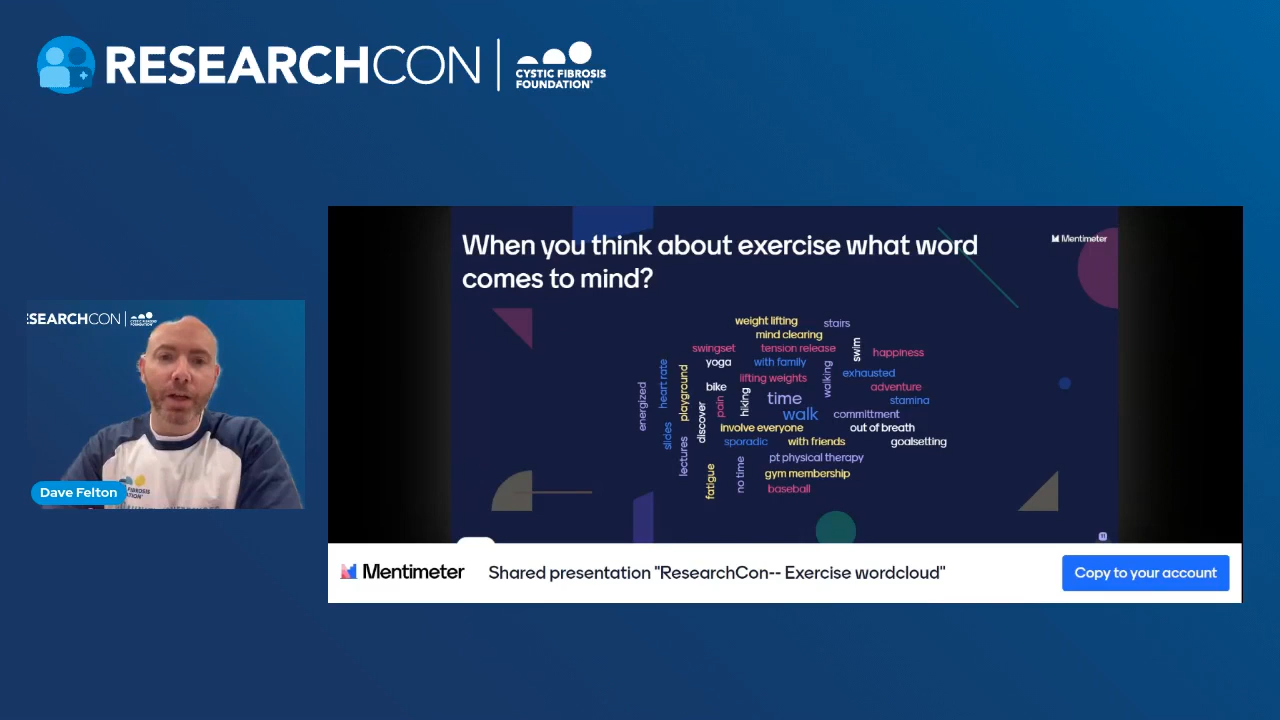 RESEARCHCON
CYSTIC FIBROSIS
FOUNDATION
When you think about exercise what word
comes to mind?
Mentimeter
weight lifting
stairs
mind clearing
swingset
tension release
swim
happiness
yoga
with family
heart rate
playground
lifting weights
walking
exhausted
energized
bike
pain
hiking
time
adventure
stamina
discover
walk
committment
slides
involve everyone
out of breath
lectures
sporadic
with friends
goalsetting
fatigue
no time
pt physical therapy
gym membership
baseball
SEARCHCON
CYSTIC FIBROSIS
FOUNDATION
Dave Felton
Mentimeter
Shared presentation "ResearchCon-- Exercise wordcloud"
Copy to your account